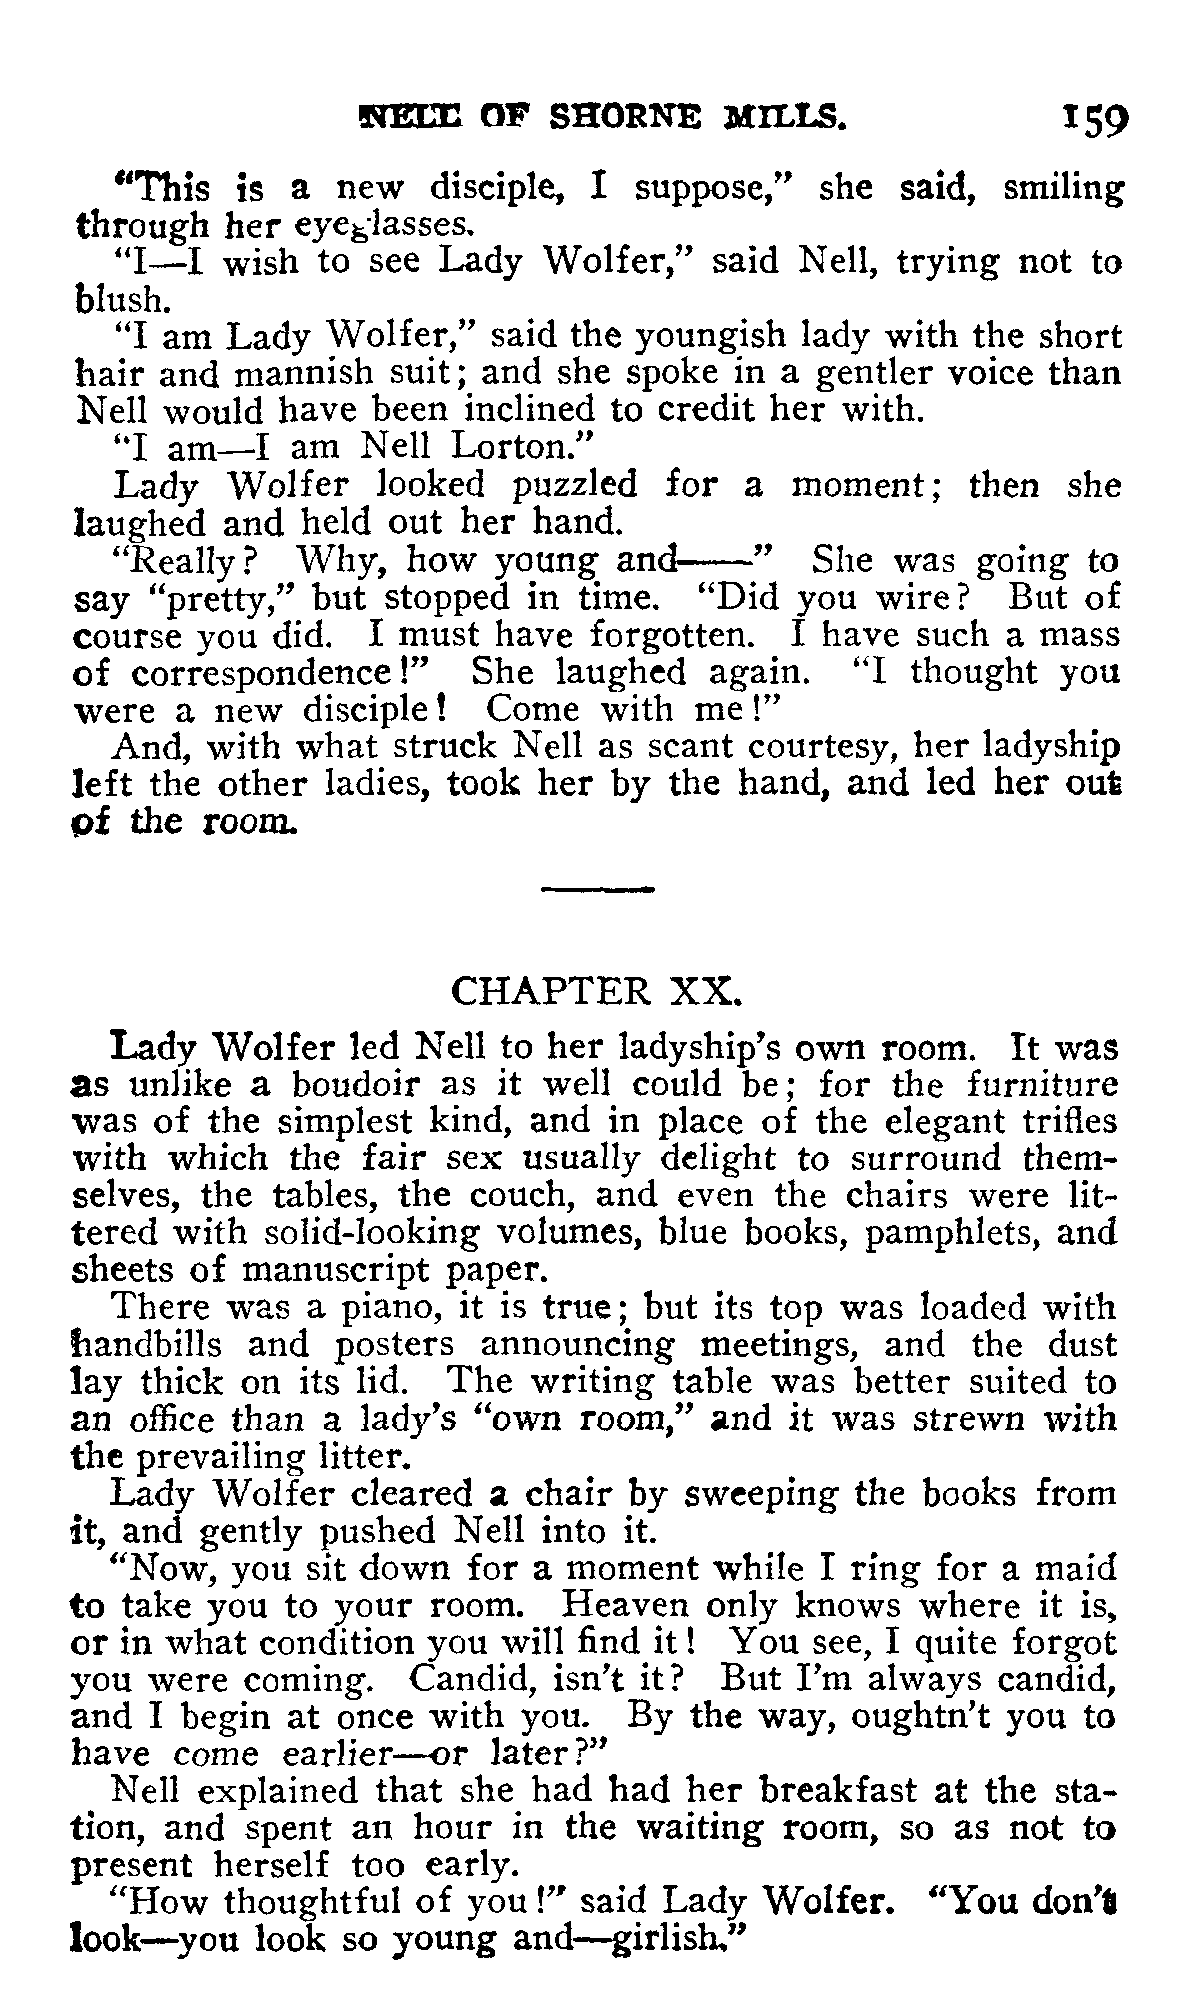 NELL OF SHORNE MILLS. 159
"This is a new disciple, I suppose," she said, smiling
through her eyeglasses.
"I—I wish to see Lady Wolfer," said Nell, trying not to
blush.
"I am Lady Wolfer," said the youngish lady with the short
hair and mannish suit; and she spoke in a gentler voice than
Nell would have been inclined to credit her with.
"I am—I am Nell Lorton."
Lady Wolfer looked puzzled for a moment; then she
laughed and held out her hand.
"Really? Why, how young and——" She was going to
say "pretty," but stopped in time. "Did you wire? But of
course you did. I must have forgotten. I have such a mass
of correspondence!" She laughed again. "I thought you
were a new disciple! Come with me!"
And, with what struck Nell as scant courtesy, her ladyship
left the other ladies, took her by the hand, and led her out
of the room.
CHAPTER XX.
Lady Wolfer led Nell to her ladyship's own room. It was
as unlike a boudoir as it well could be; for the furniture
was of the simplest kind, and in place of the elegant trifles
with which the fair sex usually delight to surround them-
selves, the tables, the couch, and even the chairs were lit-
tered with solid-looking volumes, blue books, pamphlets, and
sheets of manuscript paper.
There was a piano, it is true; but its top was loaded with
handbills and posters announcing meetings, and the dust
lay thick on its lid. The writing table was better suited to
an office than a lady's "own room," and it was strewn with
the prevailing litter.
Lady Wolfer cleared a chair by sweeping the books from
it, and gently pushed Nell into it.
"Now, you sit down for a moment while I ring for a maid
to take you to your room. Heaven only knows where it is,
or in what condition you will find it! You see, I quite forgot
you were coming. Candid, isn't it? But I'm always candid,
and I begin at once with you. By the way, oughtn't you to
have come earlier—or later?"
Nell explained that she had had her breakfast at the sta-
tion, and spent an hour in the waiting room, so as not to
present herself too early.
"How thoughtful of you!" said Lady Wolfer. "You don't
look—you look so young and—girlish."